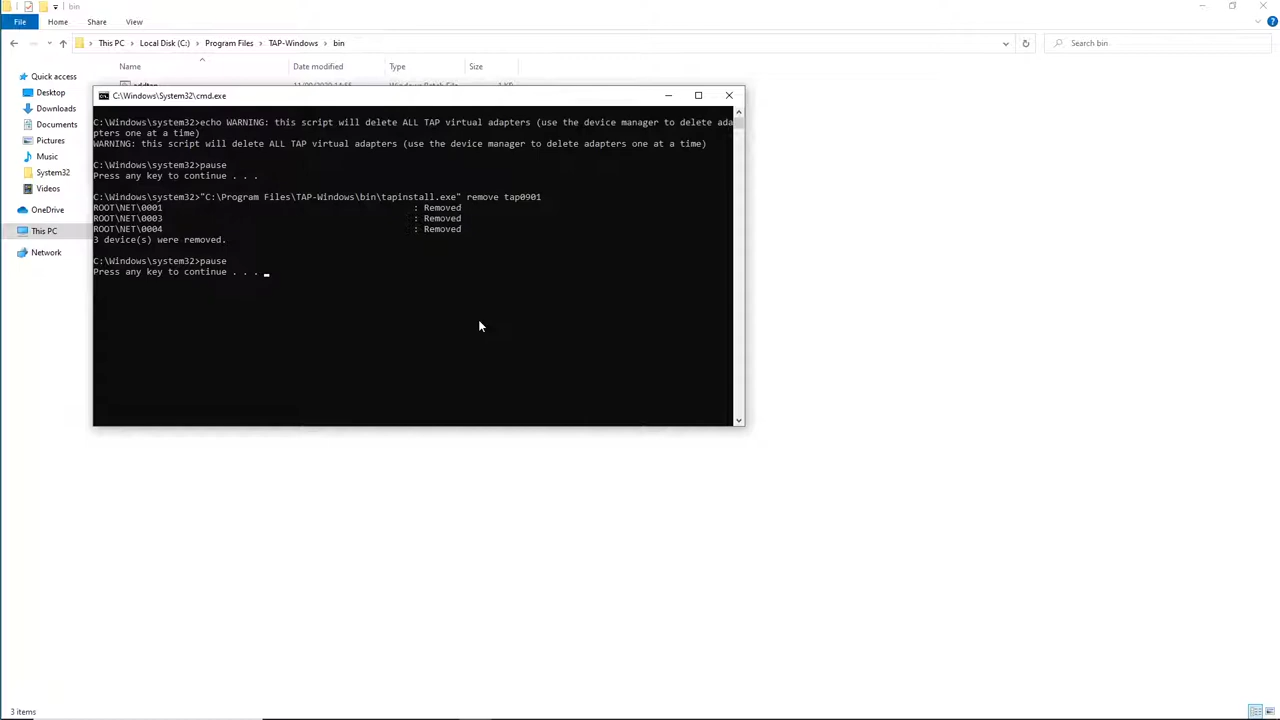 bin
File Home Share View
This PC Local Disk (C:) Program Files TAP-Windows bin
Search bin
Name Date modified Type Size
Quick access
Desktop
Downloads
Documents
Pictures
Music
System32
Videos
OneDrive
This PC
Network
C:\Windows\System32\cmd.exe
C:\Windows\system32>echo WARNING: this script will delete ALL TAP virtual adapters (use the device manager to delete ada
pters one at a time)
WARNING: this script will delete ALL TAP virtual adapters (use the device manager to delete adapters one at a time)
C:\Windows\system32>pause
Press any key to continue . . .
C:\Windows\system32>"C:\Program Files\TAP-Windows\bin\tapinstall.exe" remove tap0901
ROOT\NET\0001 : Removed
ROOT\NET\0003 : Removed
ROOT\NET\0004 : Removed
3 device(s) were removed.
C:\Windows\system32>pause
Press any key to continue . . .
3 items